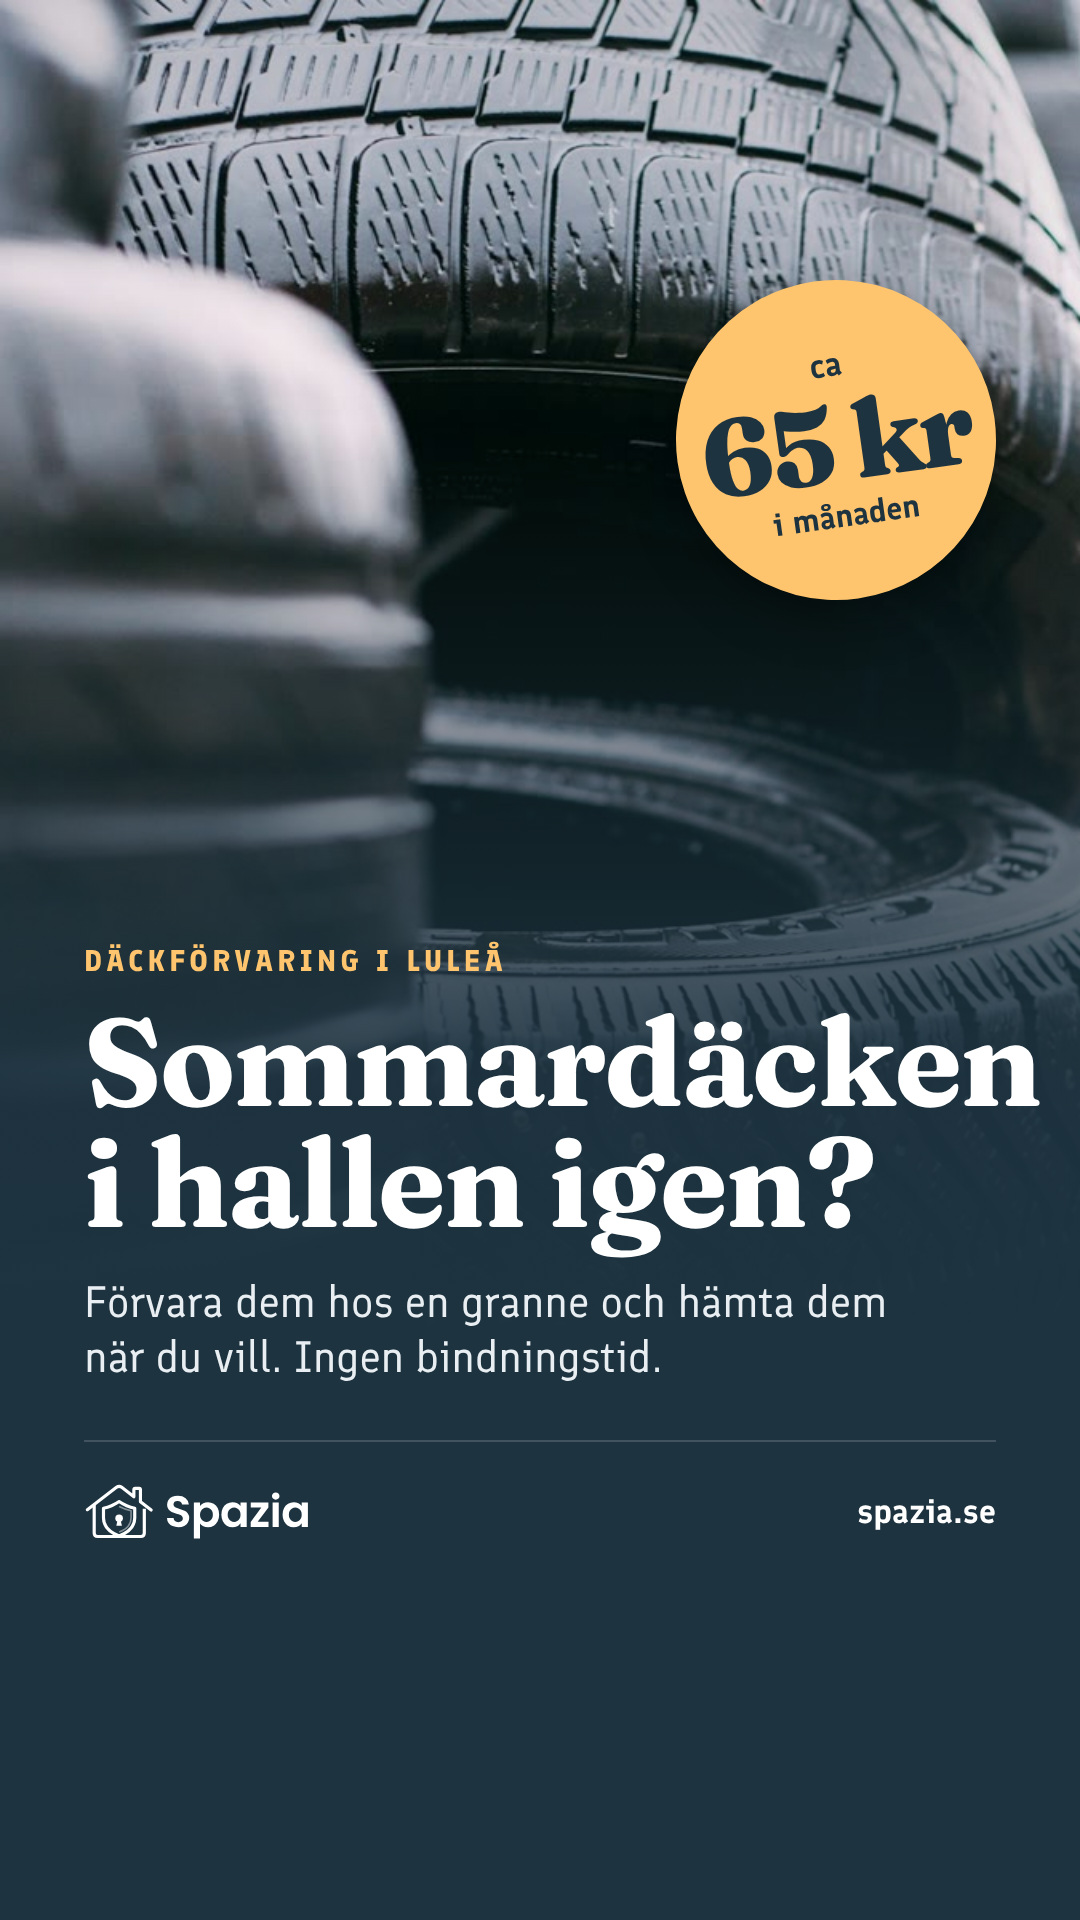 ca
65 kr
i månaden
DÄCKFÖRVARING I LULEÅ
Sommardäcken
i hallen igen?
Förvara dem hos en granne och hämta dem
när du vill. Ingen bindningstid.
Spazia
spazia.se